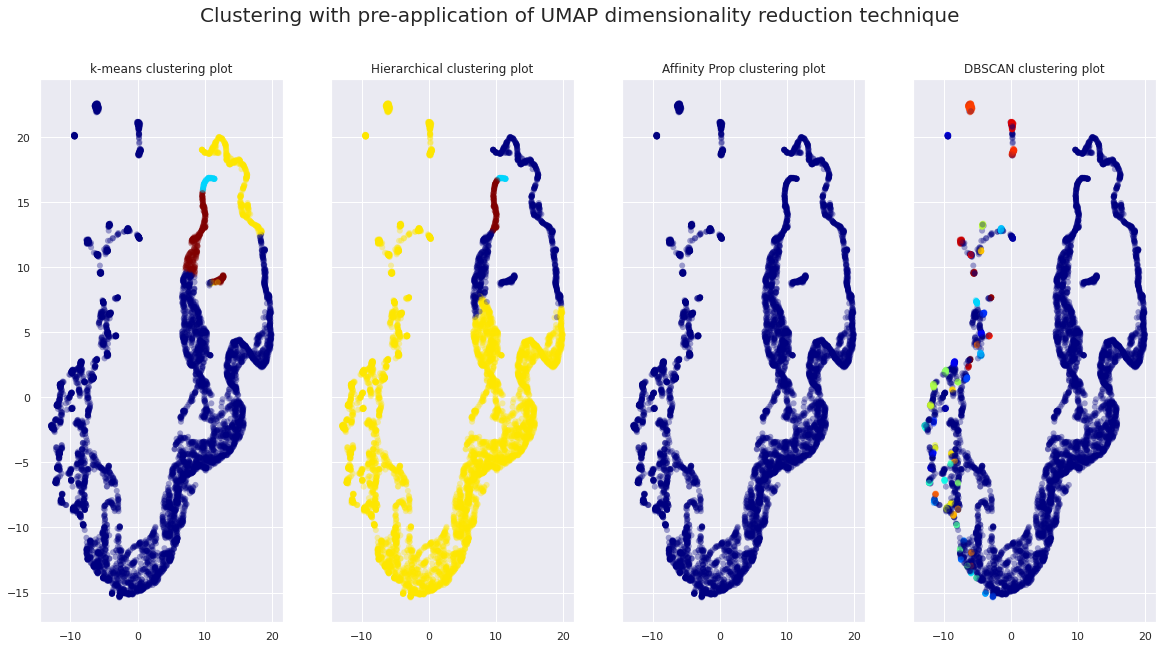 Clustering with pre-application of UMAP dimensionality reduction technique
k-means clustering plot
Hierarchical clustering plot
Affinity Prop clustering plot
DBSCAN clustering plot
20
15
10
5
0
−5
−10
−15
−10 0 10 20
−10 0 10 20
−10 0 10 20
−10 0 10 20